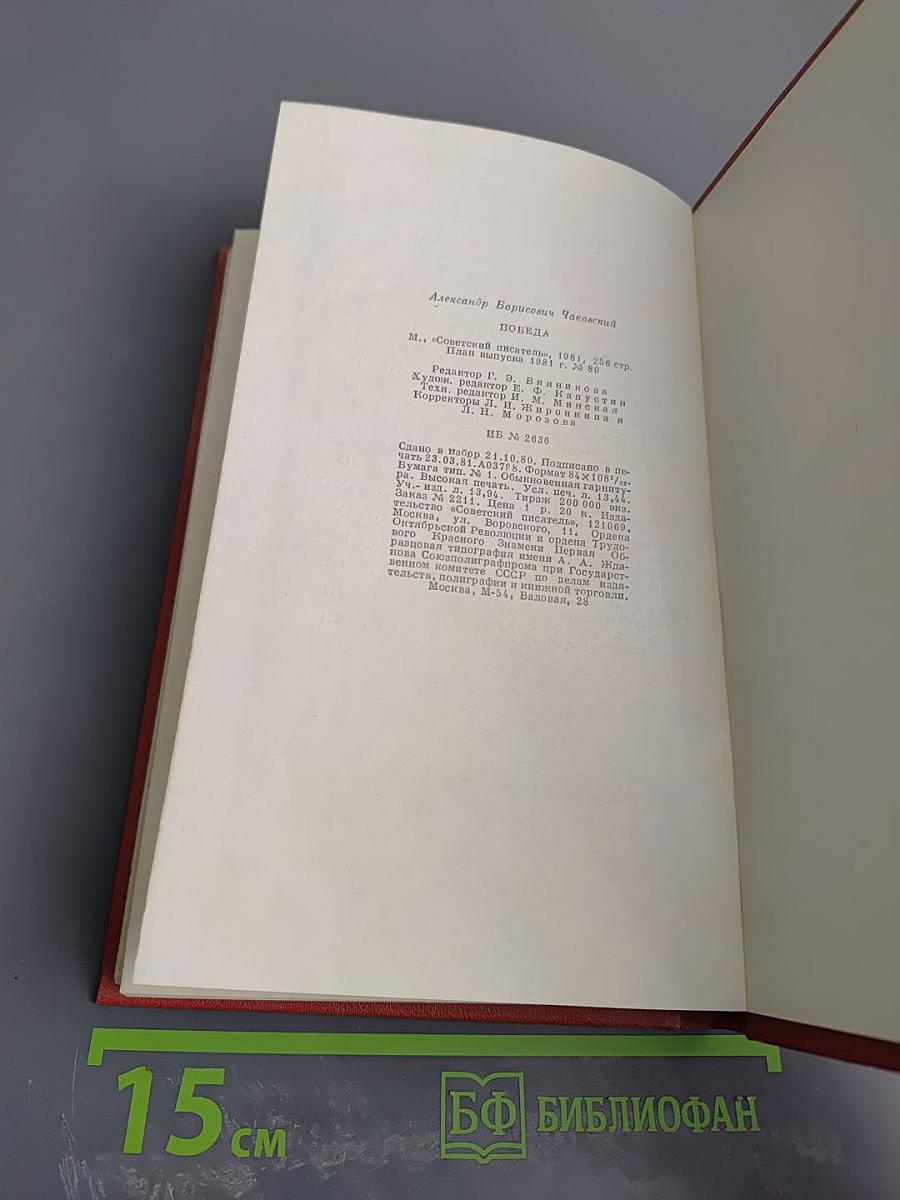 Александр Борисович Чаковский
ПОБЕДА
М., «Советский писатель», 1981, 256 стр.
План выпуска 1981 г. № 80
Редактор Г. Э. Винникова
Худож. редактор Е. Ф. Капустин
Техн. редактор И. М. Минская
Корректоры Л. И. Жиронкина и
Л. Н. Морозова
ИБ № 2636
Сдано в набор 21.10.80. Подписано в пе-
чать 23.03.81. А03798. Формат 84×108¹/₃₂.
Бумага тип. № 1. Обыкновенная гарниту-
ра. Высокая печать. Усл. печ. л. 13,44.
Уч.-изд. л. 13,94. Тираж 200 000 экз.
Заказ № 2211. Цена 1 р. 20 к. Изда-
тельство «Советский писатель», 121069,
Москва, ул. Воровского, 11. Ордена
Октябрьской Революции и ордена Трудо-
вого Красного Знамени Первая Об-
разцовая типография имени А. А. Жда-
нова Союзполиграфпрома при Государст-
венном комитете СССР по делам изда-
тельств, полиграфии и книжной торговли.
Москва, М-54, Валовая, 28
15 см
БФ БИБЛИОФАН